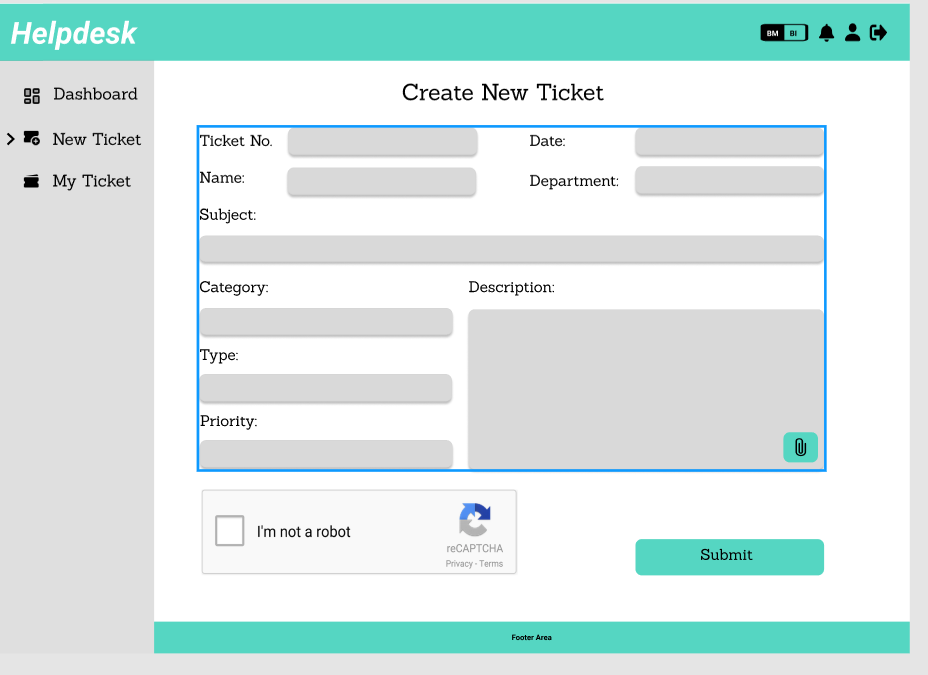 Helpdesk
BM BI
Dashboard
New Ticket
My Ticket
Create New Ticket
Ticket No.
Date:
Name:
Department:
Subject:
Category:
Description:
Type:
Priority:
I'm not a robot
reCAPTCHA
Privacy - Terms
Submit
Footer Area